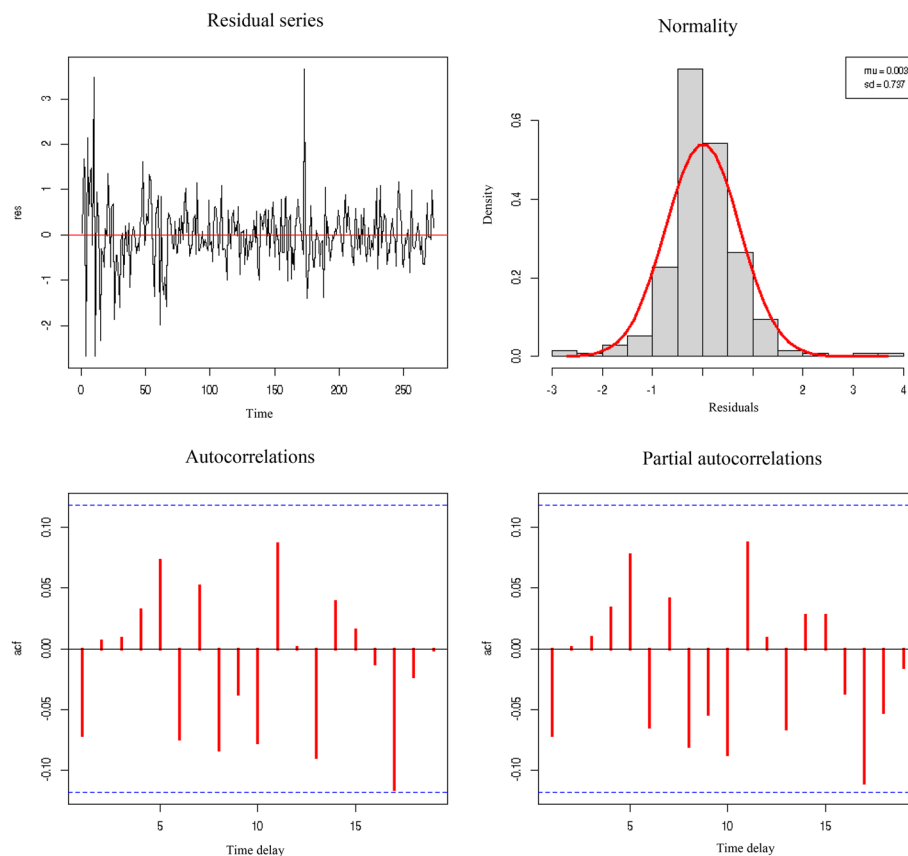 Residual series
3
2
1
0
-1
-2
res
0 50 100 150 200 250
Time
Normality
mu = 0.003
sd = 0.737
0.6
0.4
0.2
0.0
Density
-3 -2 -1 2 3 4
Residuals
Autocorrelations
0.10
0.05
0.00
-0.05
-0.10
acf
5 10 15
Time delay
Partial autocorrelations
0.10
0.05
0.00
-0.05
-0.10
acf
5 10 15
Time delay